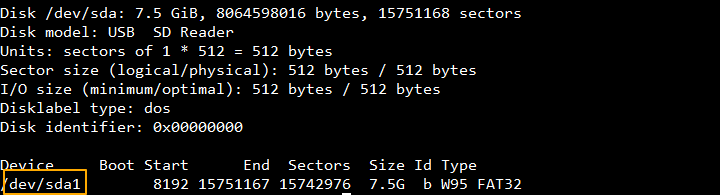 Disk /dev/sda: 7.5 GiB, 8064598016 bytes, 15751168 sectors
Disk model: USB  SD Reader
Units: sectors of 1 * 512 = 512 bytes
Sector size (logical/physical): 512 bytes / 512 bytes
I/O size (minimum/optimal): 512 bytes / 512 bytes
Disklabel type: dos
Disk identifier: 0x00000000
Device     Boot Start      End  Sectors  Size Id Type
/dev/sda1        8192 15751167 15742976  7.5G  b W95 FAT32